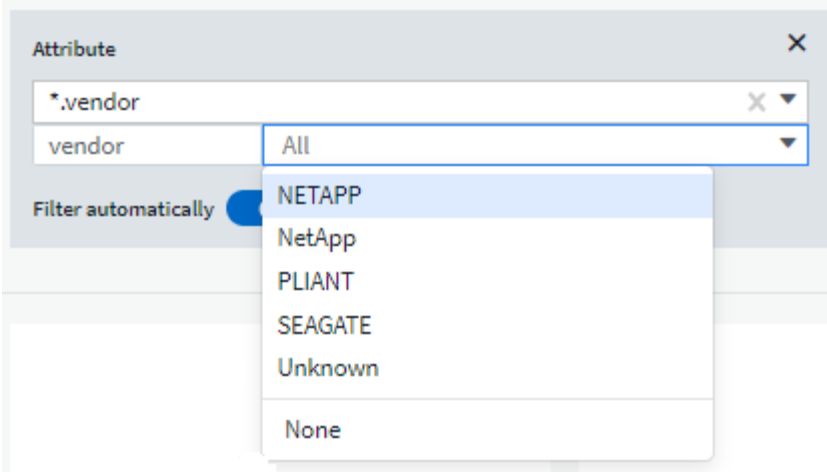 Attribute
*.vendor
vendor All
Filter automatically
NETAPP
NetApp
PLIANT
SEAGATE
Unknown
None